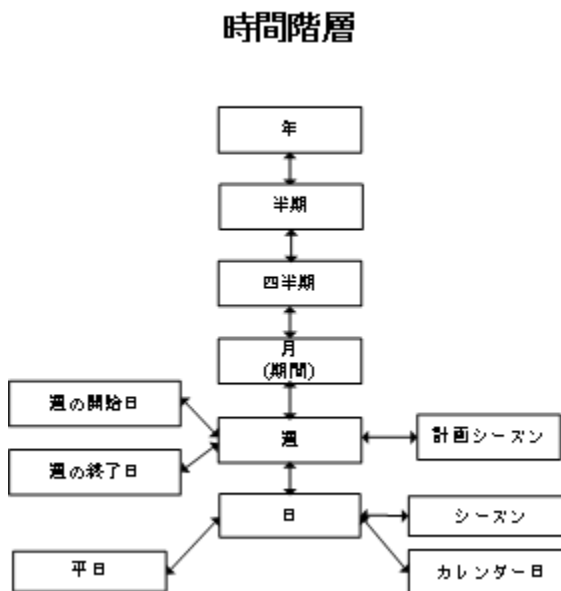 時間階層
年
半期
四半期
月
(期間)
週の開始日
週
計画シーズン
週の終了日
日
シーズン
平日
カレンダー日